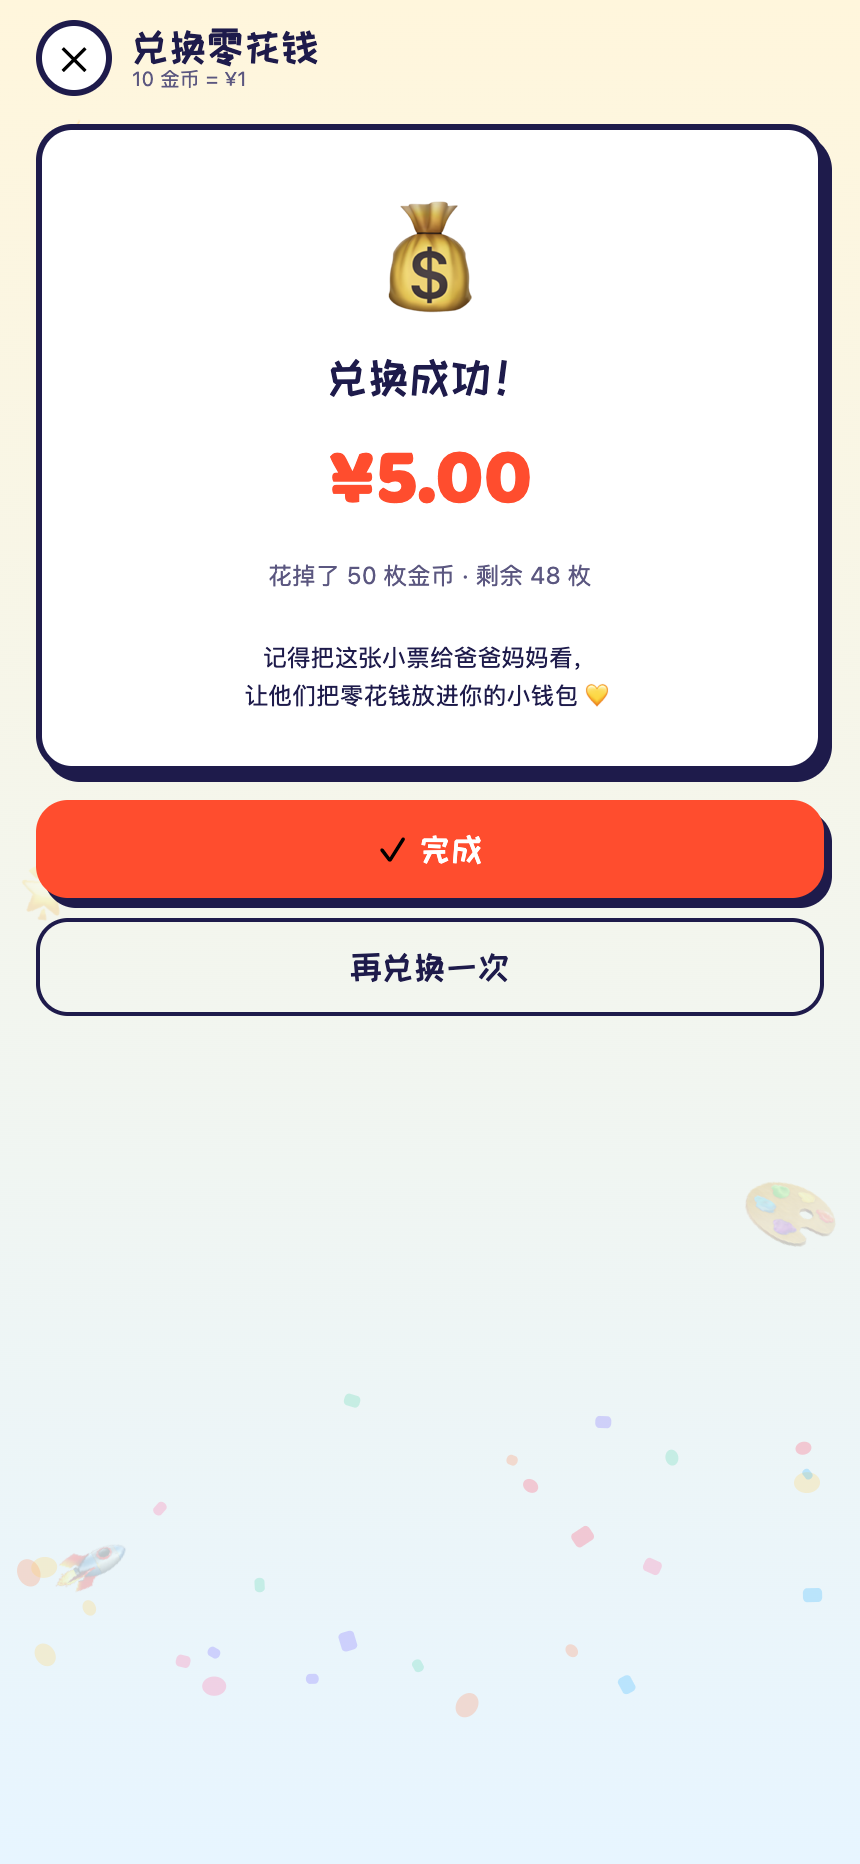 兑换零花钱
10 金币 = ¥1
$
兑换成功！
¥5.00
花掉了 50 枚金币 · 剩余 48 枚
记得把这张小票给爸爸妈妈看，
让他们把零花钱放进你的小钱包 💛
✓ 完成
再兑换一次